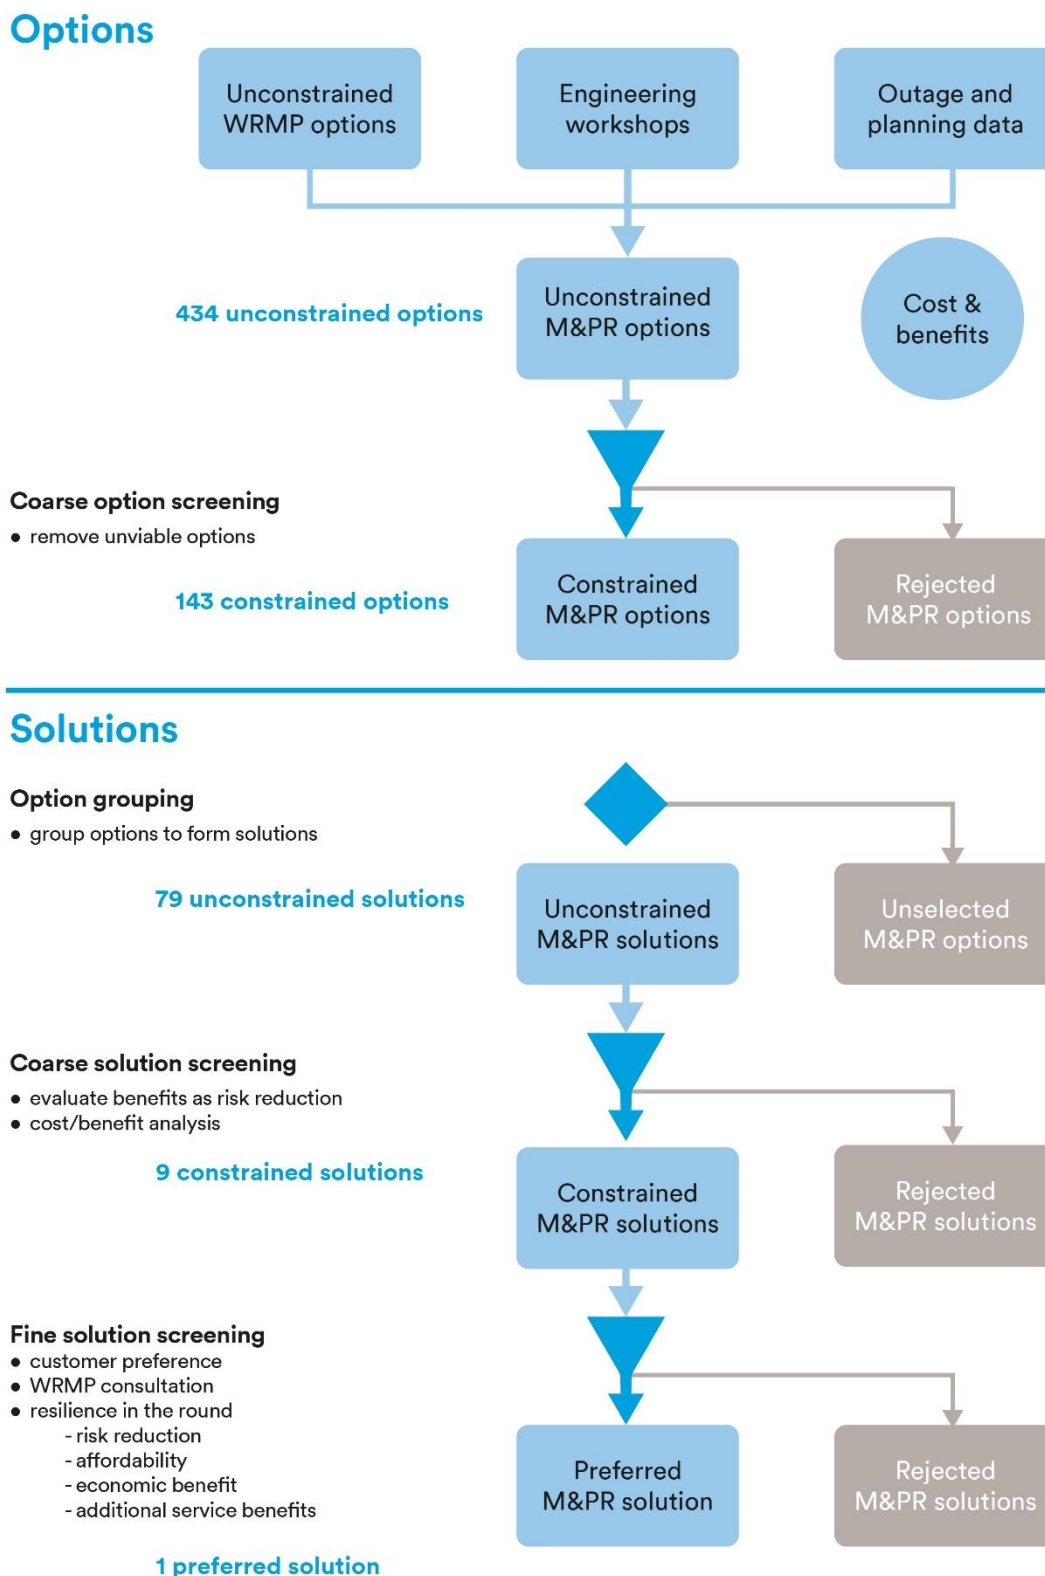 Options
Unconstrained
WRMP options
Engineering
workshops
Outage and
planning data
434 unconstrained options
Unconstrained
M&PR options
Cost &
benefits
Coarse option screening
• remove unviable options
143 constrained options
Constrained
M&PR options
Rejected
M&PR options
Solutions
Option grouping
• group options to form solutions
79 unconstrained solutions
Unconstrained
M&PR solutions
Unselected
M&PR options
Coarse solution screening
• evaluate benefits as risk reduction
• cost/benefit analysis
9 constrained solutions
Constrained
M&PR solutions
Rejected
M&PR solutions
Fine solution screening
• customer preference
• WRMP consultation
• resilience in the round
- risk reduction
- affordability
- economic benefit
- additional service benefits
Preferred
M&PR solution
Rejected
M&PR solutions
1 preferred solution